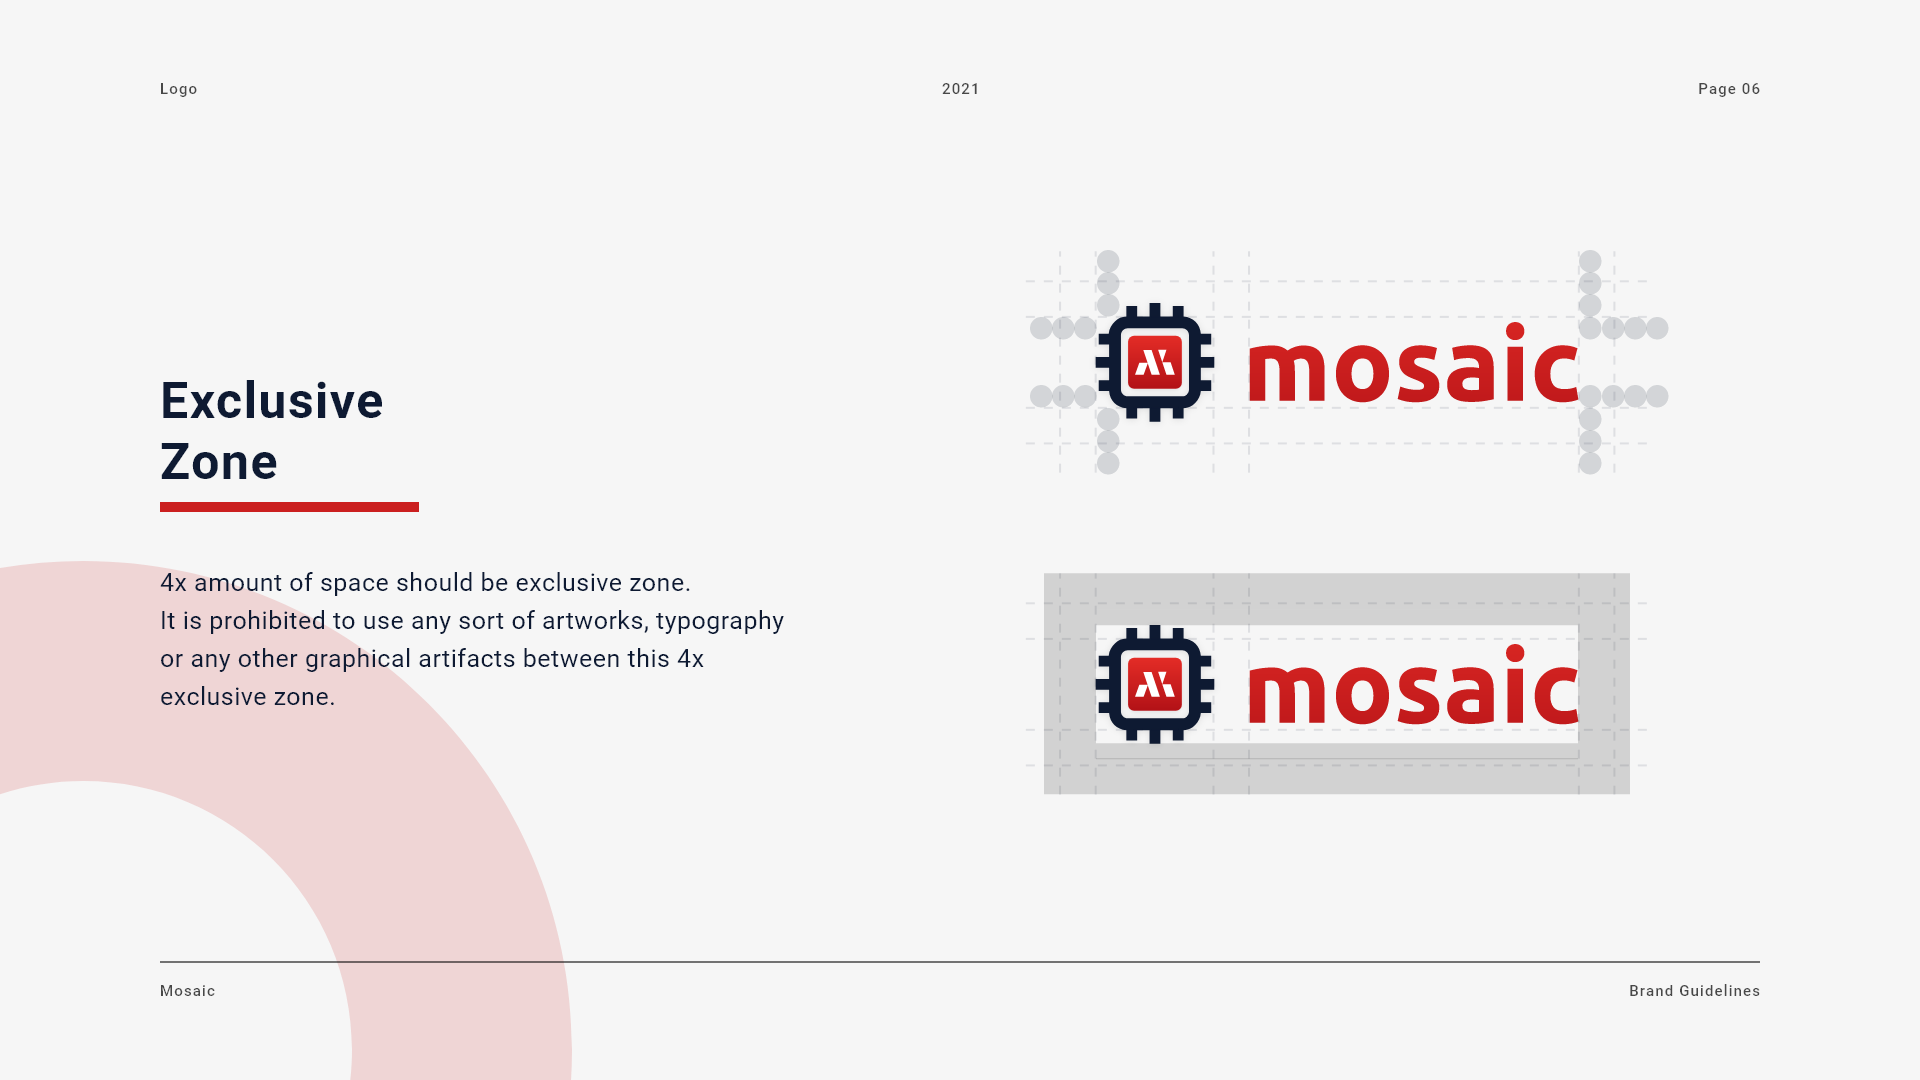 Logo
2021
Page 06
Exclusive
Zone
4x amount of space should be exclusive zone.
It is prohibited to use any sort of artworks, typography
or any other graphical artifacts between this 4x
exclusive zone.
mosaic
mosaic
Mosaic
Brand Guidelines